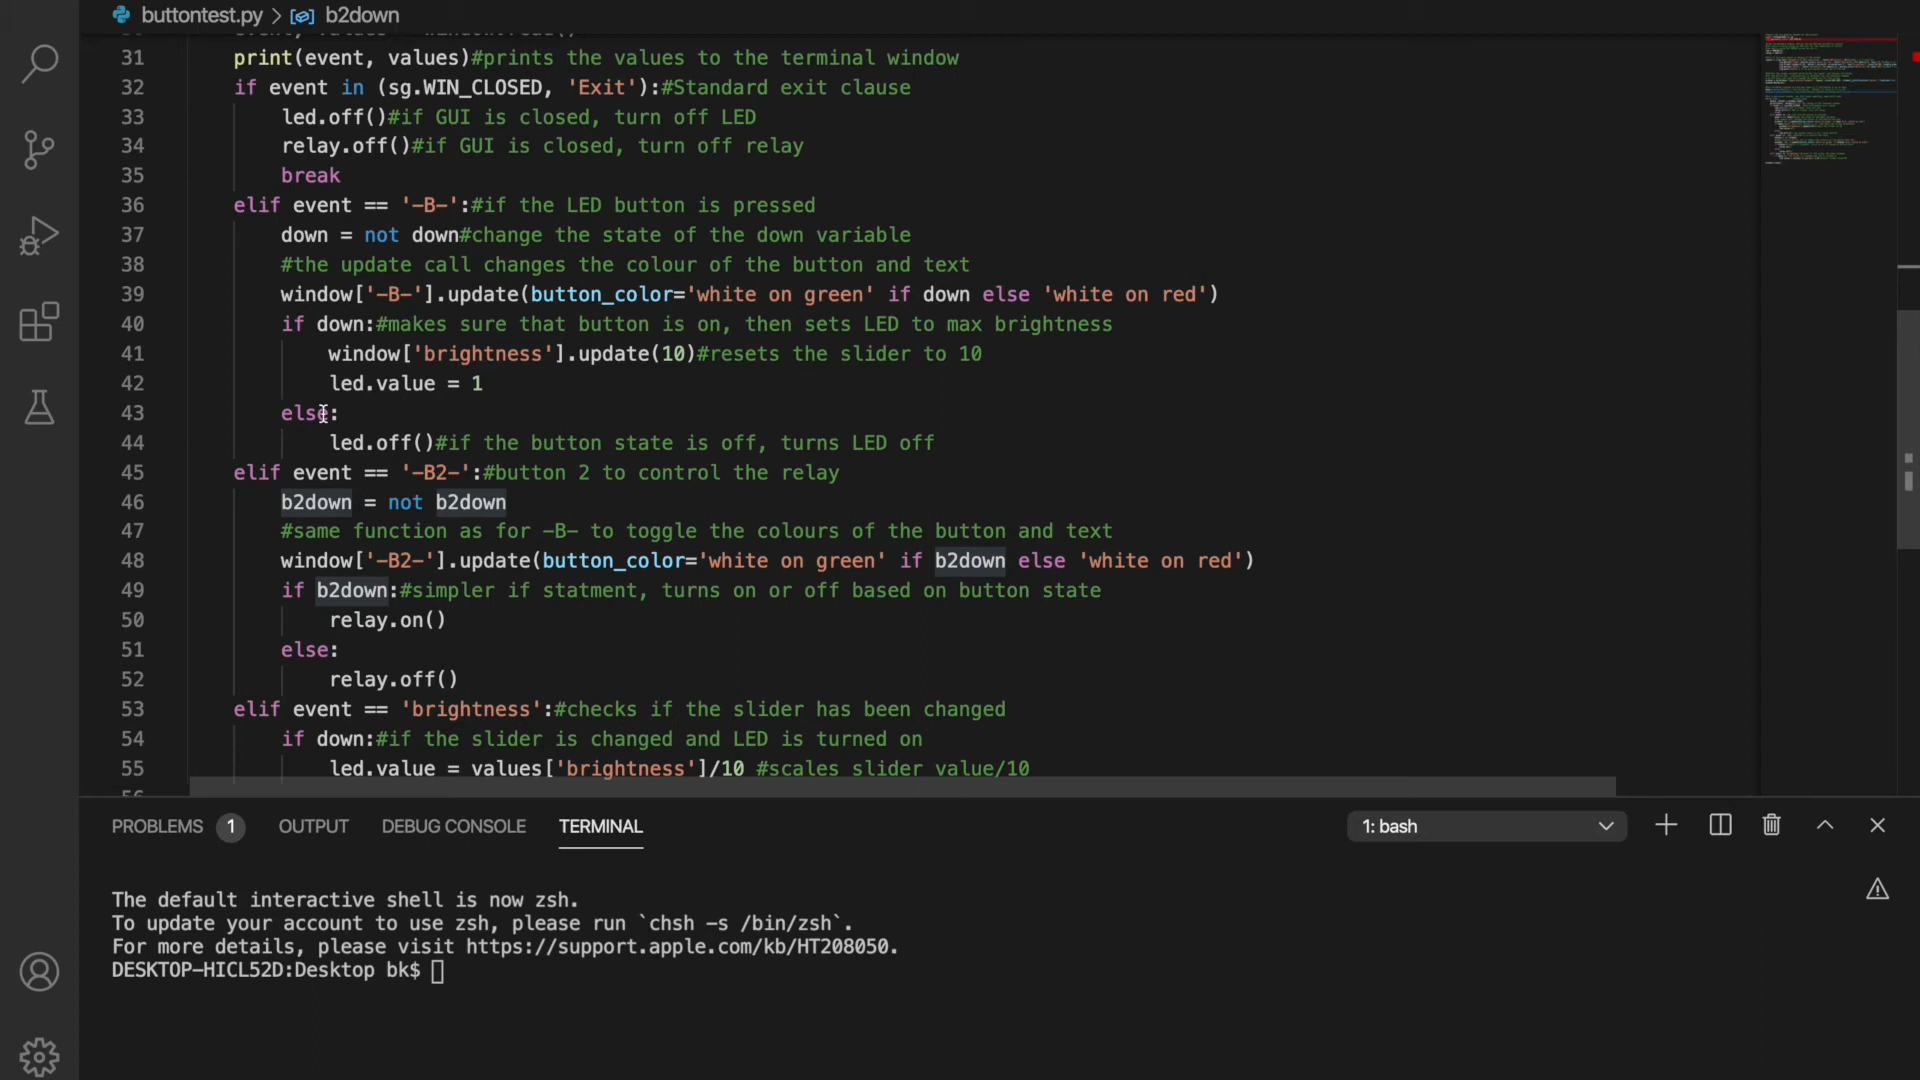 buttontest.py > b2down
31 print(event, values)#prints the values to the terminal window
32 if event in (sg.WIN_CLOSED, 'Exit'):#Standard exit clause
33 led.off()#if GUI is closed, turn off LED
34 relay.off()#if GUI is closed, turn off relay
35 break
36 elif event == '-B-':#if the LED button is pressed
37 down = not down#change the state of the down variable
38 #the update call changes the colour of the button and text
39 window['-B-'].update(button_color='white on green' if down else 'white on red')
40 if down:#makes sure that button is on, then sets LED to max brightness
41 window['brightness'].update(10)#resets the slider to 10
42 led.value = 1
43 else:
44 led.off()#if the button state is off, turns LED off
45 elif event == '-B2-':#button 2 to control the relay
46 b2down = not b2down
47 #same function as for -B- to toggle the colours of the button and text
48 window['-B2-'].update(button_color='white on green' if b2down else 'white on red')
49 if b2down:#simpler if statment, turns on or off based on button state
50 relay.on()
51 else:
52 relay.off()
53 elif event == 'brightness':#checks if the slider has been changed
54 if down:#if the slider is changed and LED is turned on
55 led.value = values['brightness']/10 #scales slider value/10
PROBLEMS 1 OUTPUT DEBUG CONSOLE TERMINAL 1: bash
The default interactive shell is now zsh.
To update your account to use zsh, please run `chsh -s /bin/zsh`.
For more details, please visit https://support.apple.com/kb/HT208050.
DESKTOP-HICL52D:Desktop bk$